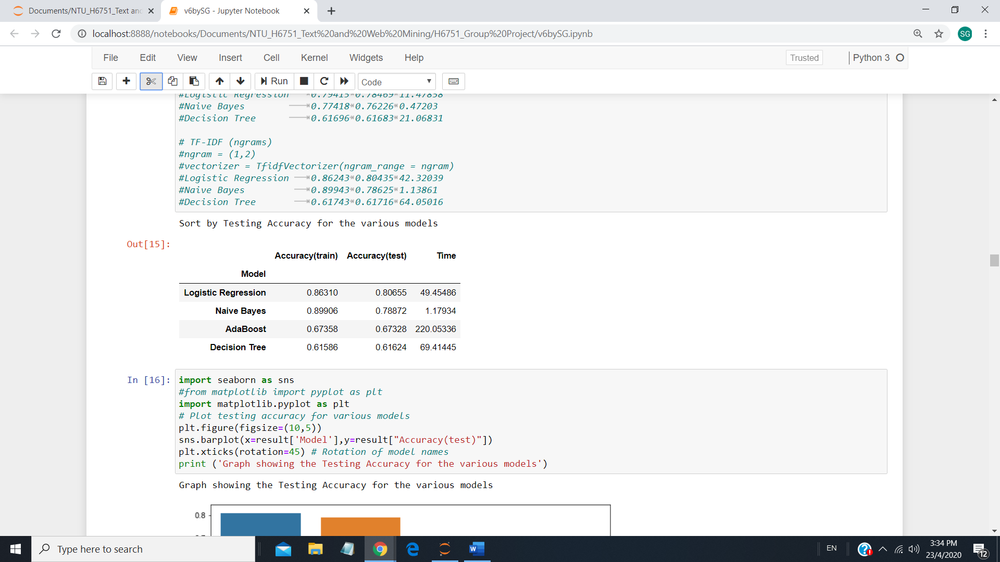 Documents/NTU_H6751_Text and
v6bySG - Jupyter Notebook
localhost:8888/notebooks/Documents/NTU_H6751_Text%20and%20Web%20Mining/H6751_Group%20Project/v6bySG.ipynb
SG
File Edit View Insert Cell Kernel Widgets Help
Trusted
Python 3
Run
Code
#Logistic Regression 0.79415 0.78469 11.47858
#Naive Bayes 0.77418 0.76226 0.47203
#Decision Tree 0.61696 0.61683 21.06831
# TF-IDF (ngrams)
#ngram = (1,2)
#vectorizer = TfidfVectorizer(ngram_range = ngram)
#Logistic Regression 0.86243 0.80435 42.32039
#Naive Bayes 0.89943 0.78625 1.13861
#Decision Tree 0.61743 0.61716 64.05016
Sort by Testing Accuracy for the various models
Out[15]:
Accuracy(train) Accuracy(test) Time
Model
Logistic Regression 0.86310 0.80655 49.45486
Naive Bayes 0.89906 0.78872 1.17934
AdaBoost 0.67358 0.67328 220.05336
Decision Tree 0.61586 0.61624 69.41445
In [16]:
import seaborn as sns
#from matplotlib import pyplot as plt
import matplotlib.pyplot as plt
# Plot testing accuracy for various models
plt.figure(figsize=(10,5))
sns.barplot(x=result['Model'],y=result["Accuracy(test)"])
plt.xticks(rotation=45) # Rotation of model names
print ('Graph showing the Testing Accuracy for the various models')
Graph showing the Testing Accuracy for the various models
0.8
Type here to search
EN
3:34 PM
23/4/2020
12